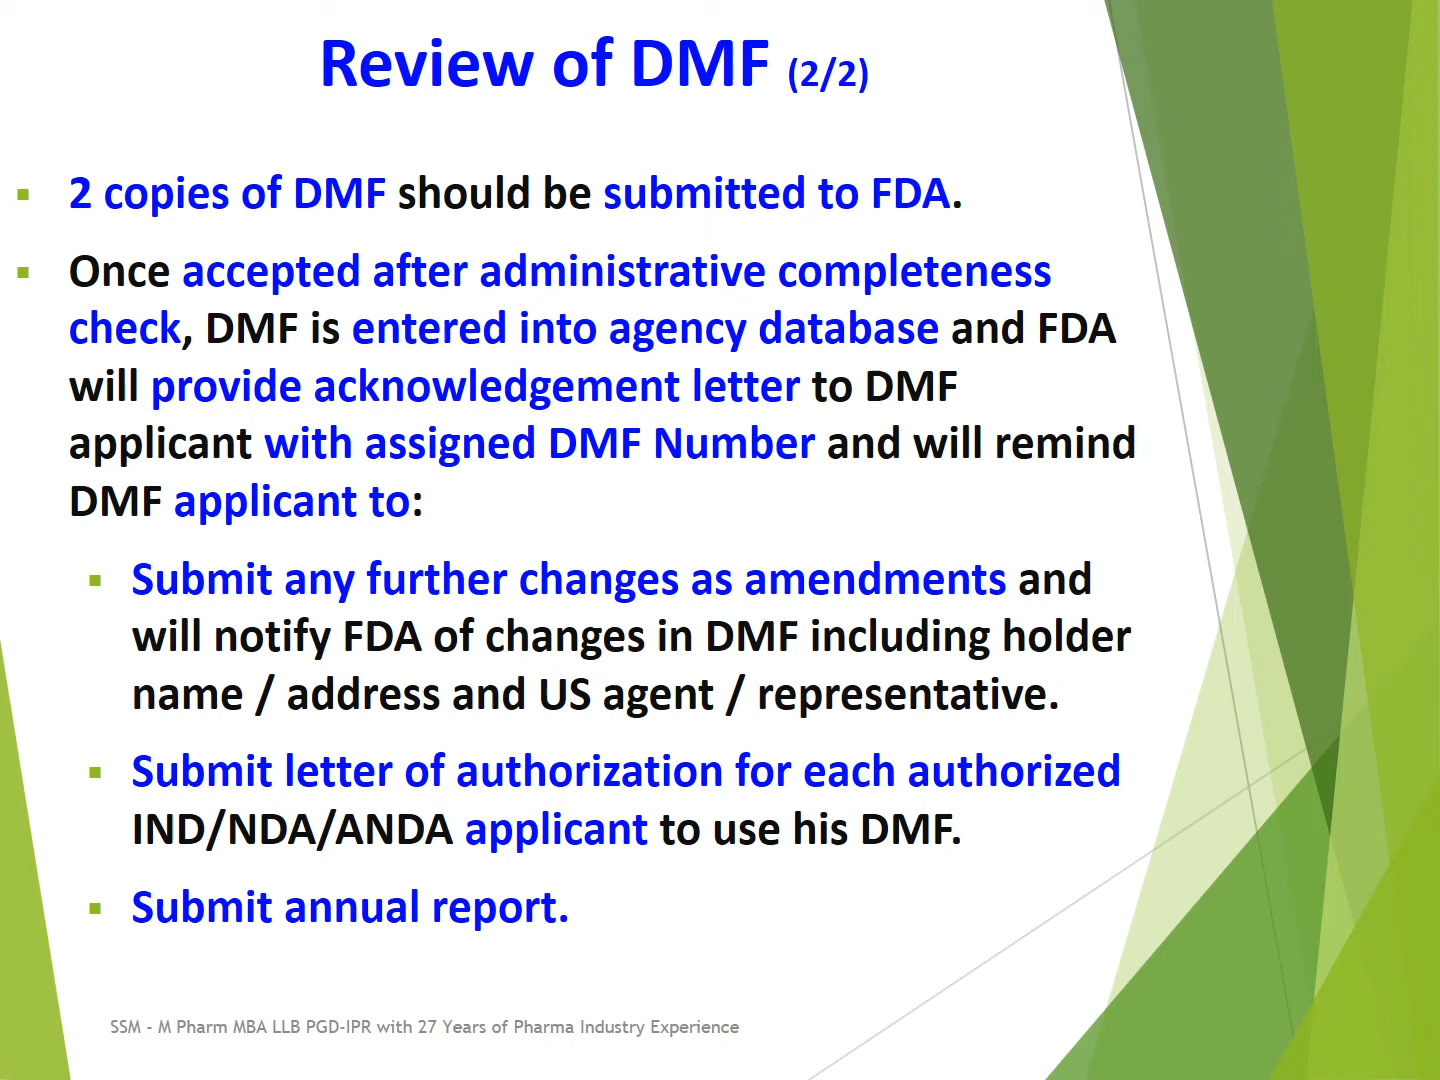 Review of DMF (2/2)
▪ 2 copies of DMF should be submitted to FDA.
▪ Once accepted after administrative completeness
check, DMF is entered into agency database and FDA
will provide acknowledgement letter to DMF
applicant with assigned DMF Number and will remind
DMF applicant to:
▪ Submit any further changes as amendments and
will notify FDA of changes in DMF including holder
name / address and US agent / representative.
▪ Submit letter of authorization for each authorized
IND/NDA/ANDA applicant to use his DMF.
▪ Submit annual report.
SSM - M Pharm MBA LLB PGD-IPR with 27 Years of Pharma Industry Experience